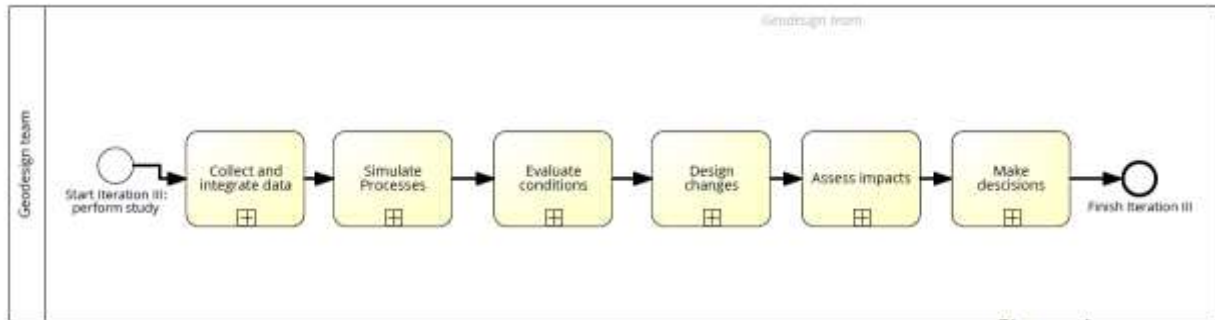 Geodesign team
Geodesign team
Start Iteration III:
perform study
Collect and
integrate data
Simulate
Processes
Evaluate
conditions
Design
changes
Assess impacts
Make
descisions
Finish Iteration III